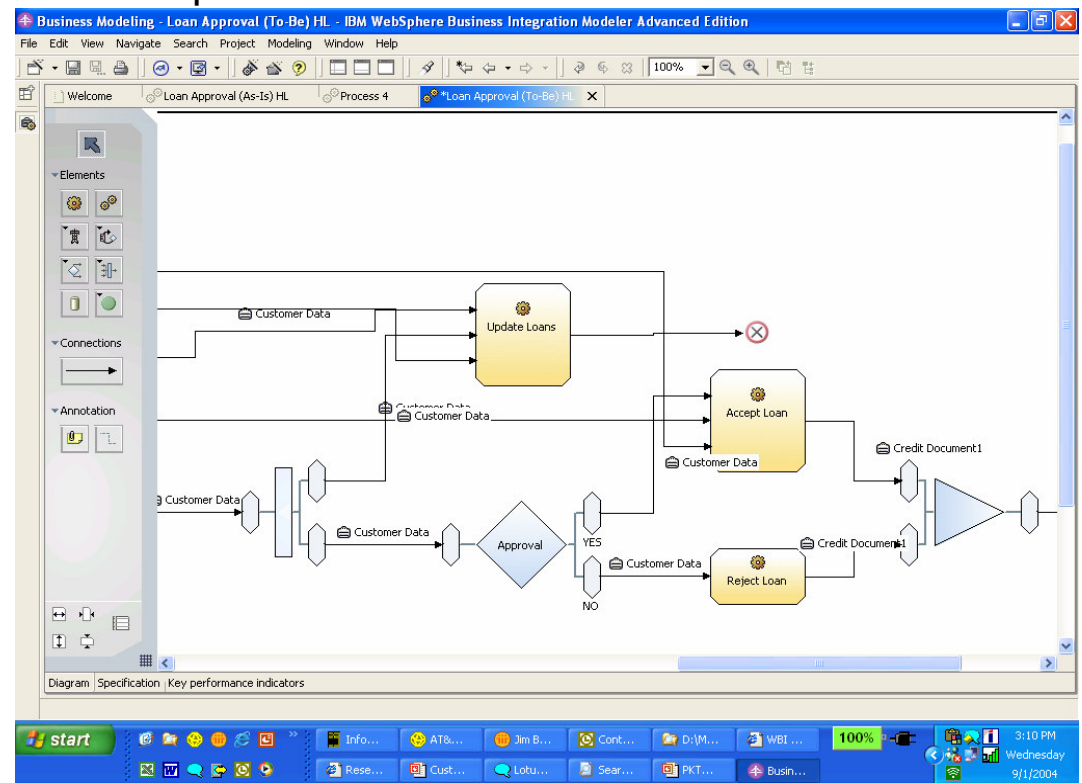 Business Modeling - Loan Approval (To-Be) HL - IBM WebSphere Business Integration Modeler Advanced Edition
File Edit View Navigate Search Project Modeling Window Help
100%
Welcome Loan Approval (As-Is) HL Process 4 *Loan Approval (To-Be) HL
Elements
Connections
Annotation
Customer Data
Update Loans
Customer Data
Customer Data
Accept Loan
Customer Data
Credit Document1
Customer Data
Customer Data
Approval
YES
NO
Customer Data
Credit Document1
Reject Loan
Diagram Specification Key performance indicators
start
Info... AT&... Jim B... Cont... D:\M... WBI ...
100%
3:10 PM
Wednesday
Rese... Cust... Lotu... Sear... PKT... Busin...
9/1/2004